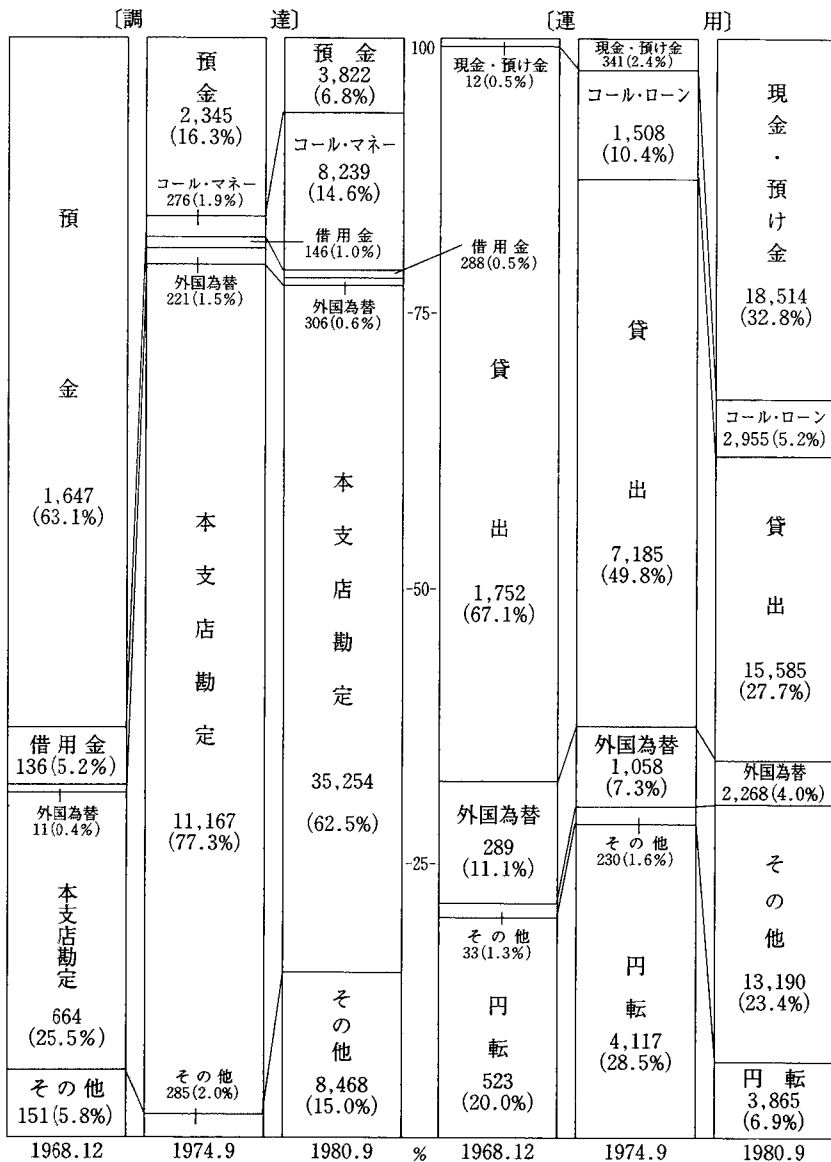 〔調達〕
預金
1,647
(63.1%)
借用金
136(5.2%)
外国為替
11(0.4%)
本支店勘定
664
(25.5%)
その他
151(5.8%)
1968.12
預金
2,345
(16.3%)
コール・マネー
276(1.9%)
借用金
146(1.0%)
外国為替
221(1.5%)
本支店勘定
11,167
(77.3%)
その他
285(2.0%)
1974.9
預金
3,822
(6.8%)
コール・マネー
8,239
(14.6%)
借用金
288(0.5%)
外国為替
306(0.6%)
本支店勘定
35,254
(62.5%)
その他
8,468
(15.0%)
1980.9
100
-75-
-50-
-25-
%
〔運用〕
現金・預け金
12(0.5%)
貸出
1,752
(67.1%)
外国為替
289
(11.1%)
その他
33(1.3%)
円転
523
(20.0%)
1968.12
現金・預け金
341(2.4%)
コール・ローン
1,508
(10.4%)
貸出
7,185
(49.8%)
外国為替
1,058
(7.3%)
その他
230(1.6%)
円転
4,117
(28.5%)
1974.9
現金・預け金
18,514
(32.8%)
コール・ローン
2,955(5.2%)
貸出
15,585
(27.7%)
外国為替
2,268(4.0%)
その他
13,190
(23.4%)
円転
3,865
(6.9%)
1980.9